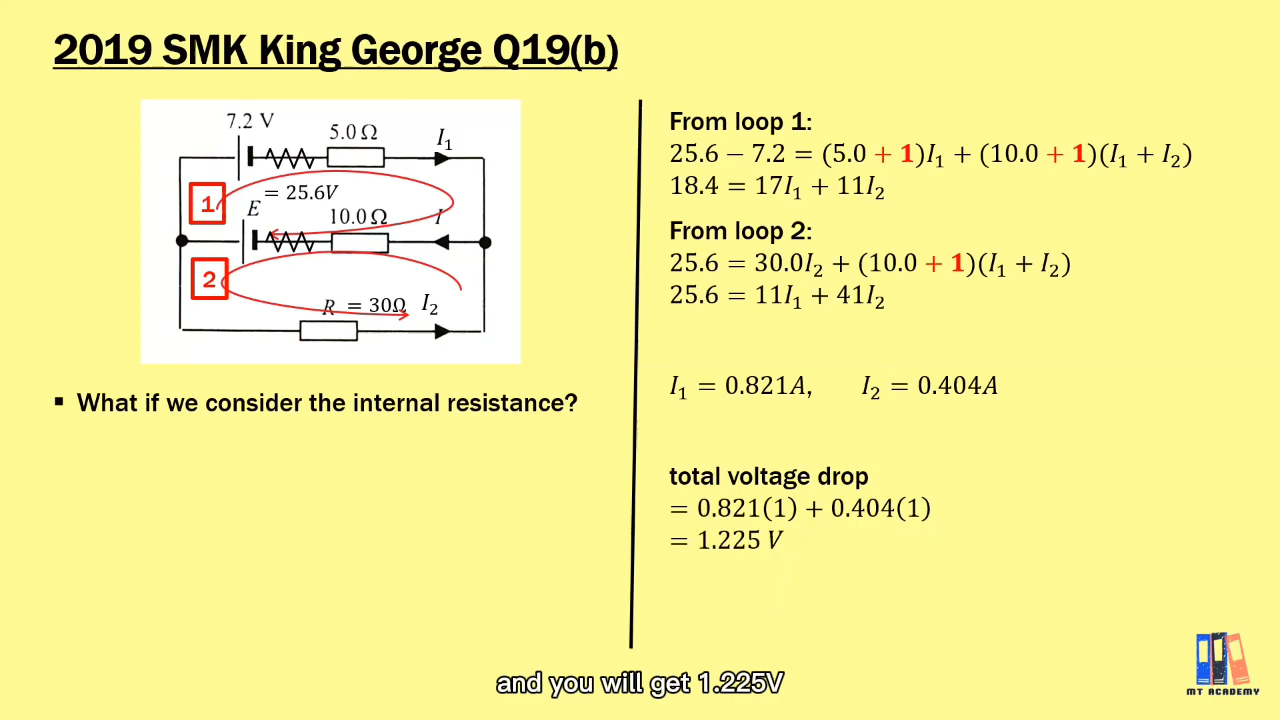 2019 SMK King George Q19(b)
7.2 V
5.0 Ω
I₁
1
= 25.6V
E
10.0 Ω
I
2
R = 30Ω
I₂
▪ What if we consider the internal resistance?
From loop 1:
25.6 − 7.2 = (5.0 + 1)I₁ + (10.0 + 1)(I₁ + I₂)
18.4 = 17I₁ + 11I₂
From loop 2:
25.6 = 30.0I₂ + (10.0 + 1)(I₁ + I₂)
25.6 = 11I₁ + 41I₂
I₁ = 0.821A, I₂ = 0.404A
total voltage drop
= 0.821(1) + 0.404(1)
= 1.225 V
and you will get 1.225V
MT ACADEMY